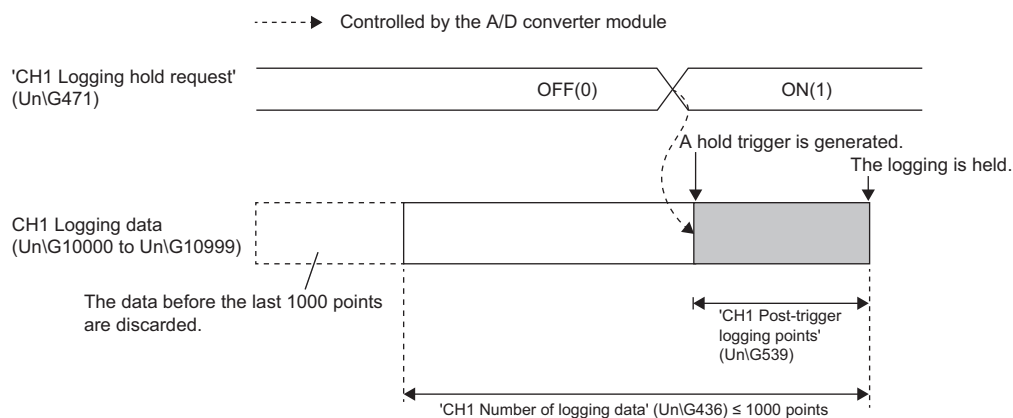 Controlled by the A/D converter module
'CH1 Logging hold request'
(Un\G471)
OFF(0)
ON(1)
A hold trigger is generated.
The logging is held.
CH1 Logging data
(Un\G10000 to Un\G10999)
The data before the last 1000 points
are discarded.
'CH1 Post-trigger
logging points'
(Un\G539)
'CH1 Number of logging data' (Un\G436) ≤ 1000 points